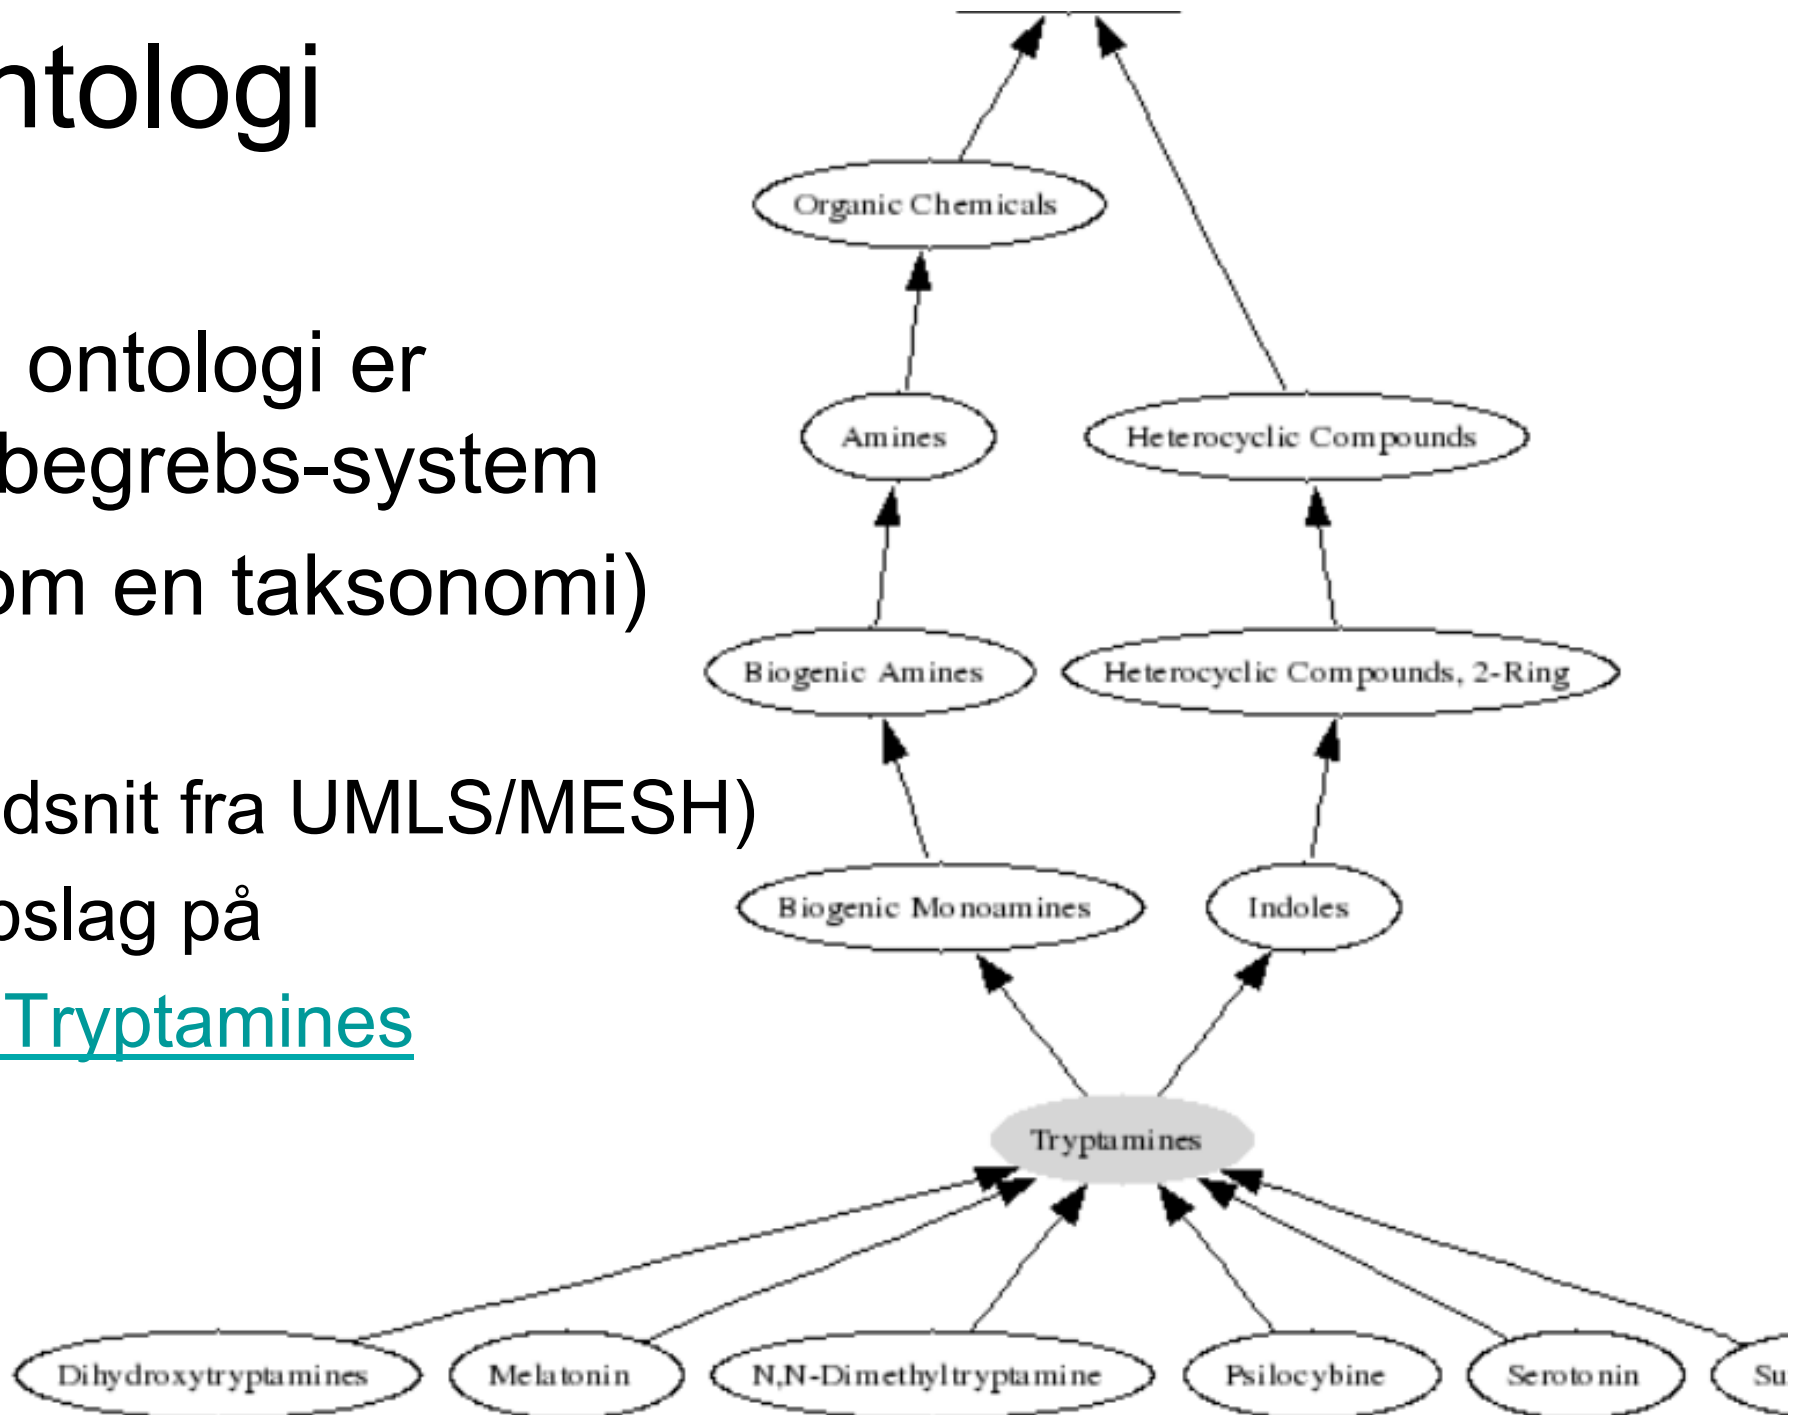 ntologi
ontologi er
begrebs-system
om en taksonomi)
dsnit fra UMLS/MESH)
oslag på
Tryptamines
Organic Chemicals
Amines
Heterocyclic Compounds
Biogenic Amines
Heterocyclic Compounds, 2-Ring
Biogenic Monoamines
Indoles
Tryptamines
Dihydroxytryptamines
Melatonin
N,N-Dimethyltryptamine
Psilocybine
Serotonin
Su